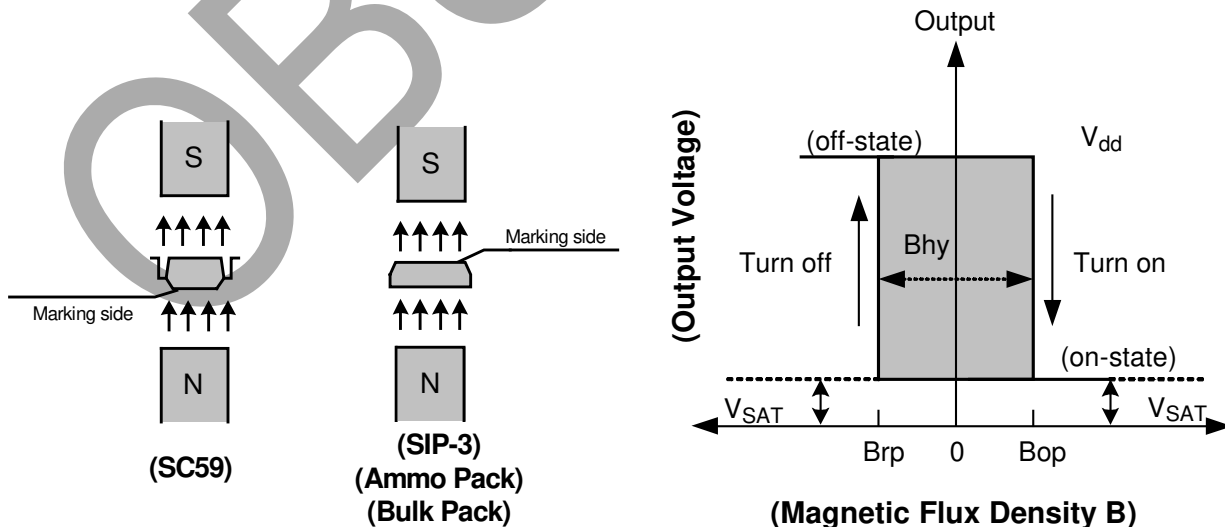 S
Marking side
N
(SC59)
S
Marking side
N
(SIP-3)
(Ammo Pack)
(Bulk Pack)
Output
(Output Voltage)
(off-state)
Vdd
Turn off
Bhy
Turn on
(on-state)
VSAT
VSAT
Brp 0 Bop
(Magnetic Flux Density B)